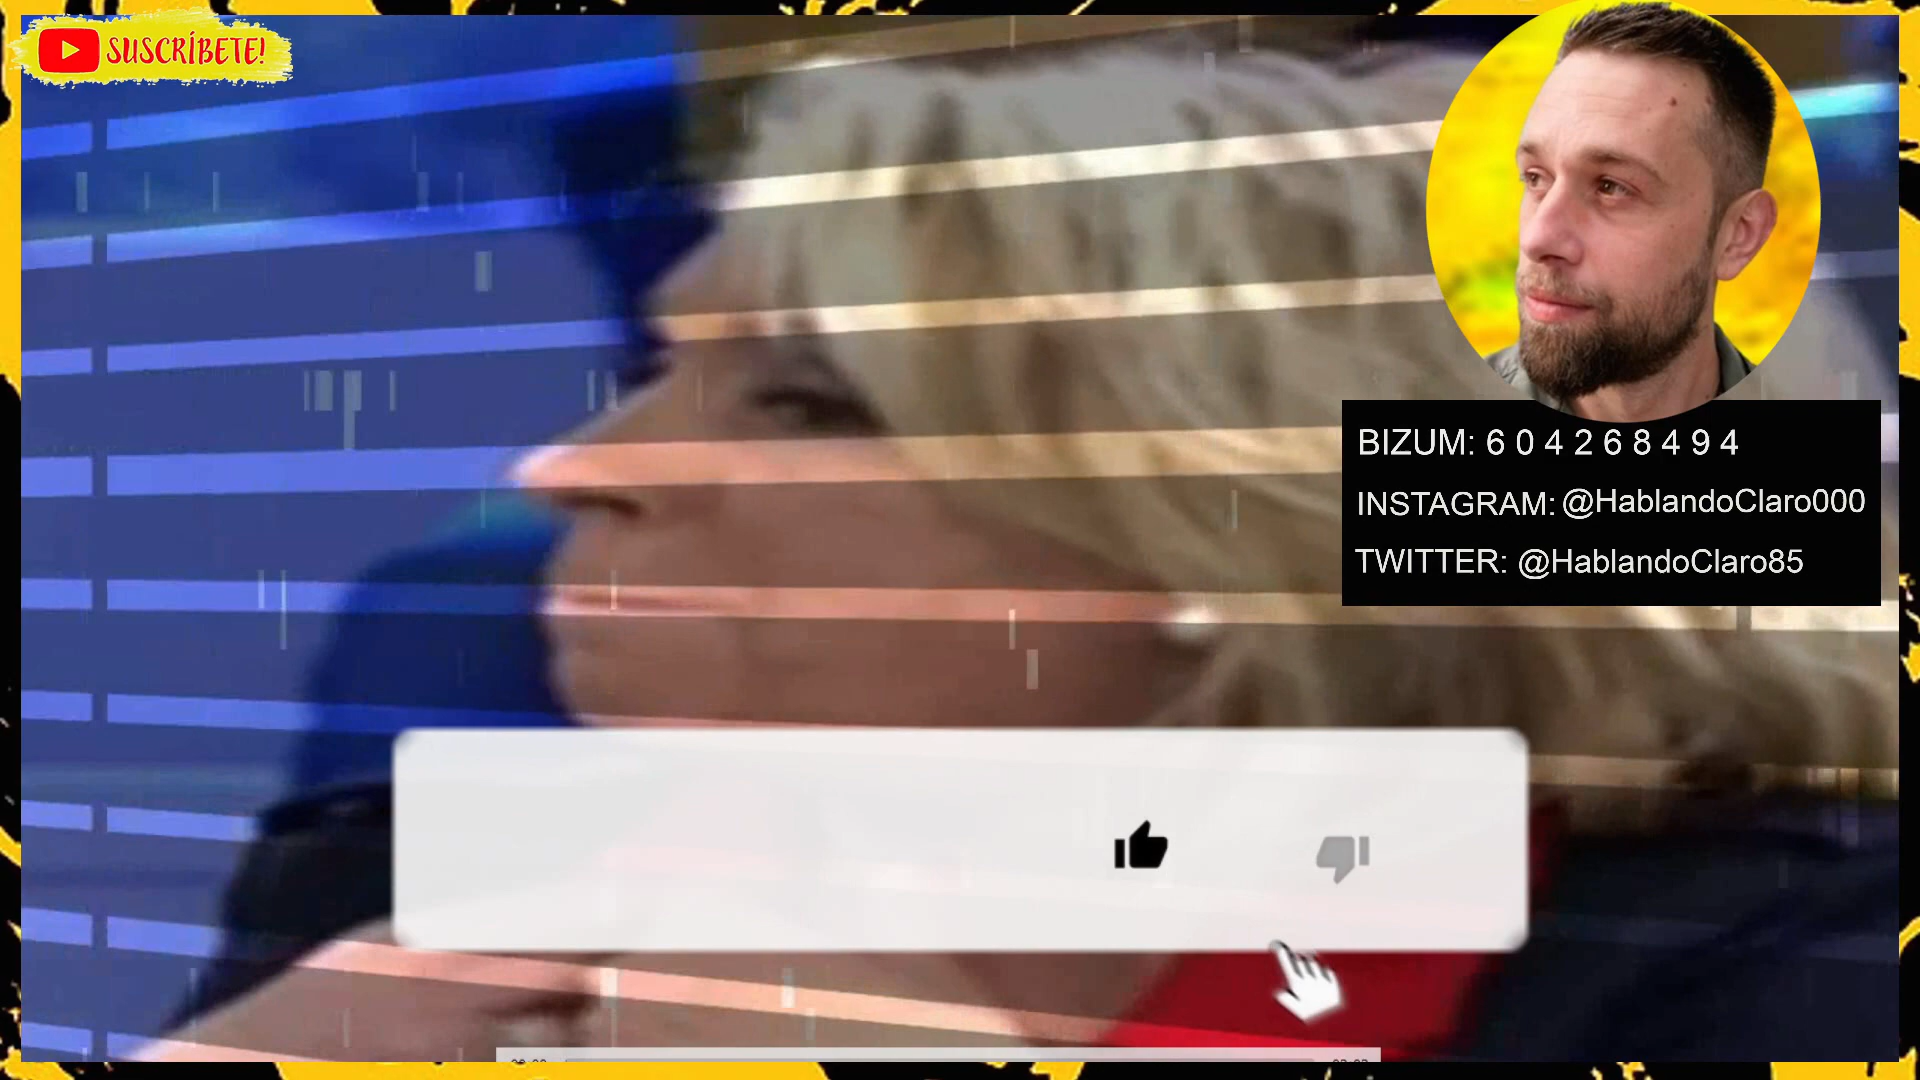 SUSCRÍBETE!
BIZUM: 6 0 4 2 6 8 4 9 4
INSTAGRAM: @HablandoClaro000
TWITTER: @HablandoClaro85